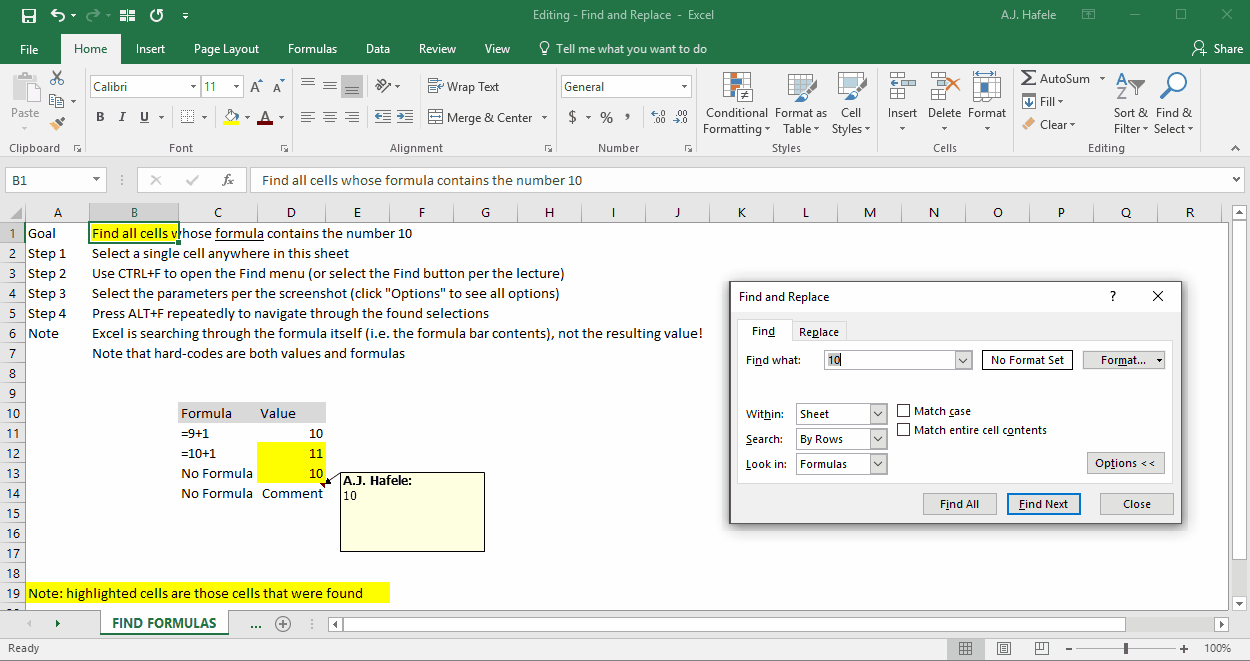 Editing - Find and Replace - Excel
A.J. Hafele
File Home Insert Page Layout Formulas Data Review View Tell me what you want to do Share
Paste
Calibri 11
B I U
A A
A
Wrap Text
Merge & Center
General
$ % ,
.00 .0
.00
Conditional Formatting
Format as Table
Cell Styles
Insert Delete Format
AutoSum
Fill
Clear
Sort & Filter
Find & Select
Clipboard Font Alignment Number Styles Cells Editing
B1 fx Find all cells whose formula contains the number 10
A B C D E F G H I J K L M N O P Q R
1 Goal Find all cells whose formula contains the number 10
2 Step 1 Select a single cell anywhere in this sheet
3 Step 2 Use CTRL+F to open the Find menu (or select the Find button per the lecture)
4 Step 3 Select the parameters per the screenshot (click "Options" to see all options)
5 Step 4 Press ALT+F repeatedly to navigate through the found selections
6 Note Excel is searching through the formula itself (i.e. the formula bar contents), not the resulting value!
7 Note that hard-codes are both values and formulas
8
9
10 Formula Value
11 =9+1 10
12 =10+1 11
13 No Formula 10
14 No Formula Comment
15
16
17
18
19 Note: highlighted cells are those cells that were found
A.J. Hafele:
10
Find and Replace ?
Find Replace
Find what: 10 No Format Set Format...
Within: Sheet Match case
Search: By Rows Match entire cell contents
Look in: Formulas Options <<
Find All Find Next Close
FIND FORMULAS ...
Ready 100%